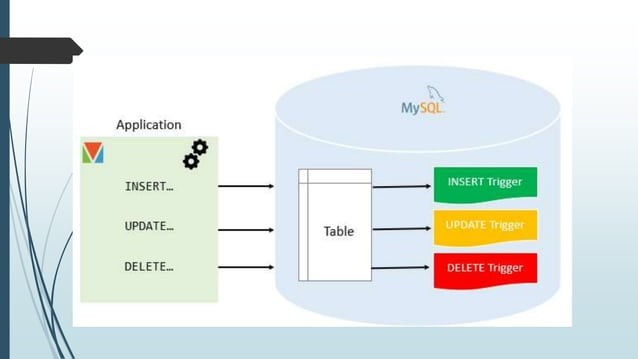 MySQL
Application
INSERT…
UPDATE…
DELETE…
Table
INSERT Trigger
UPDATE Trigger
DELETE Trigger